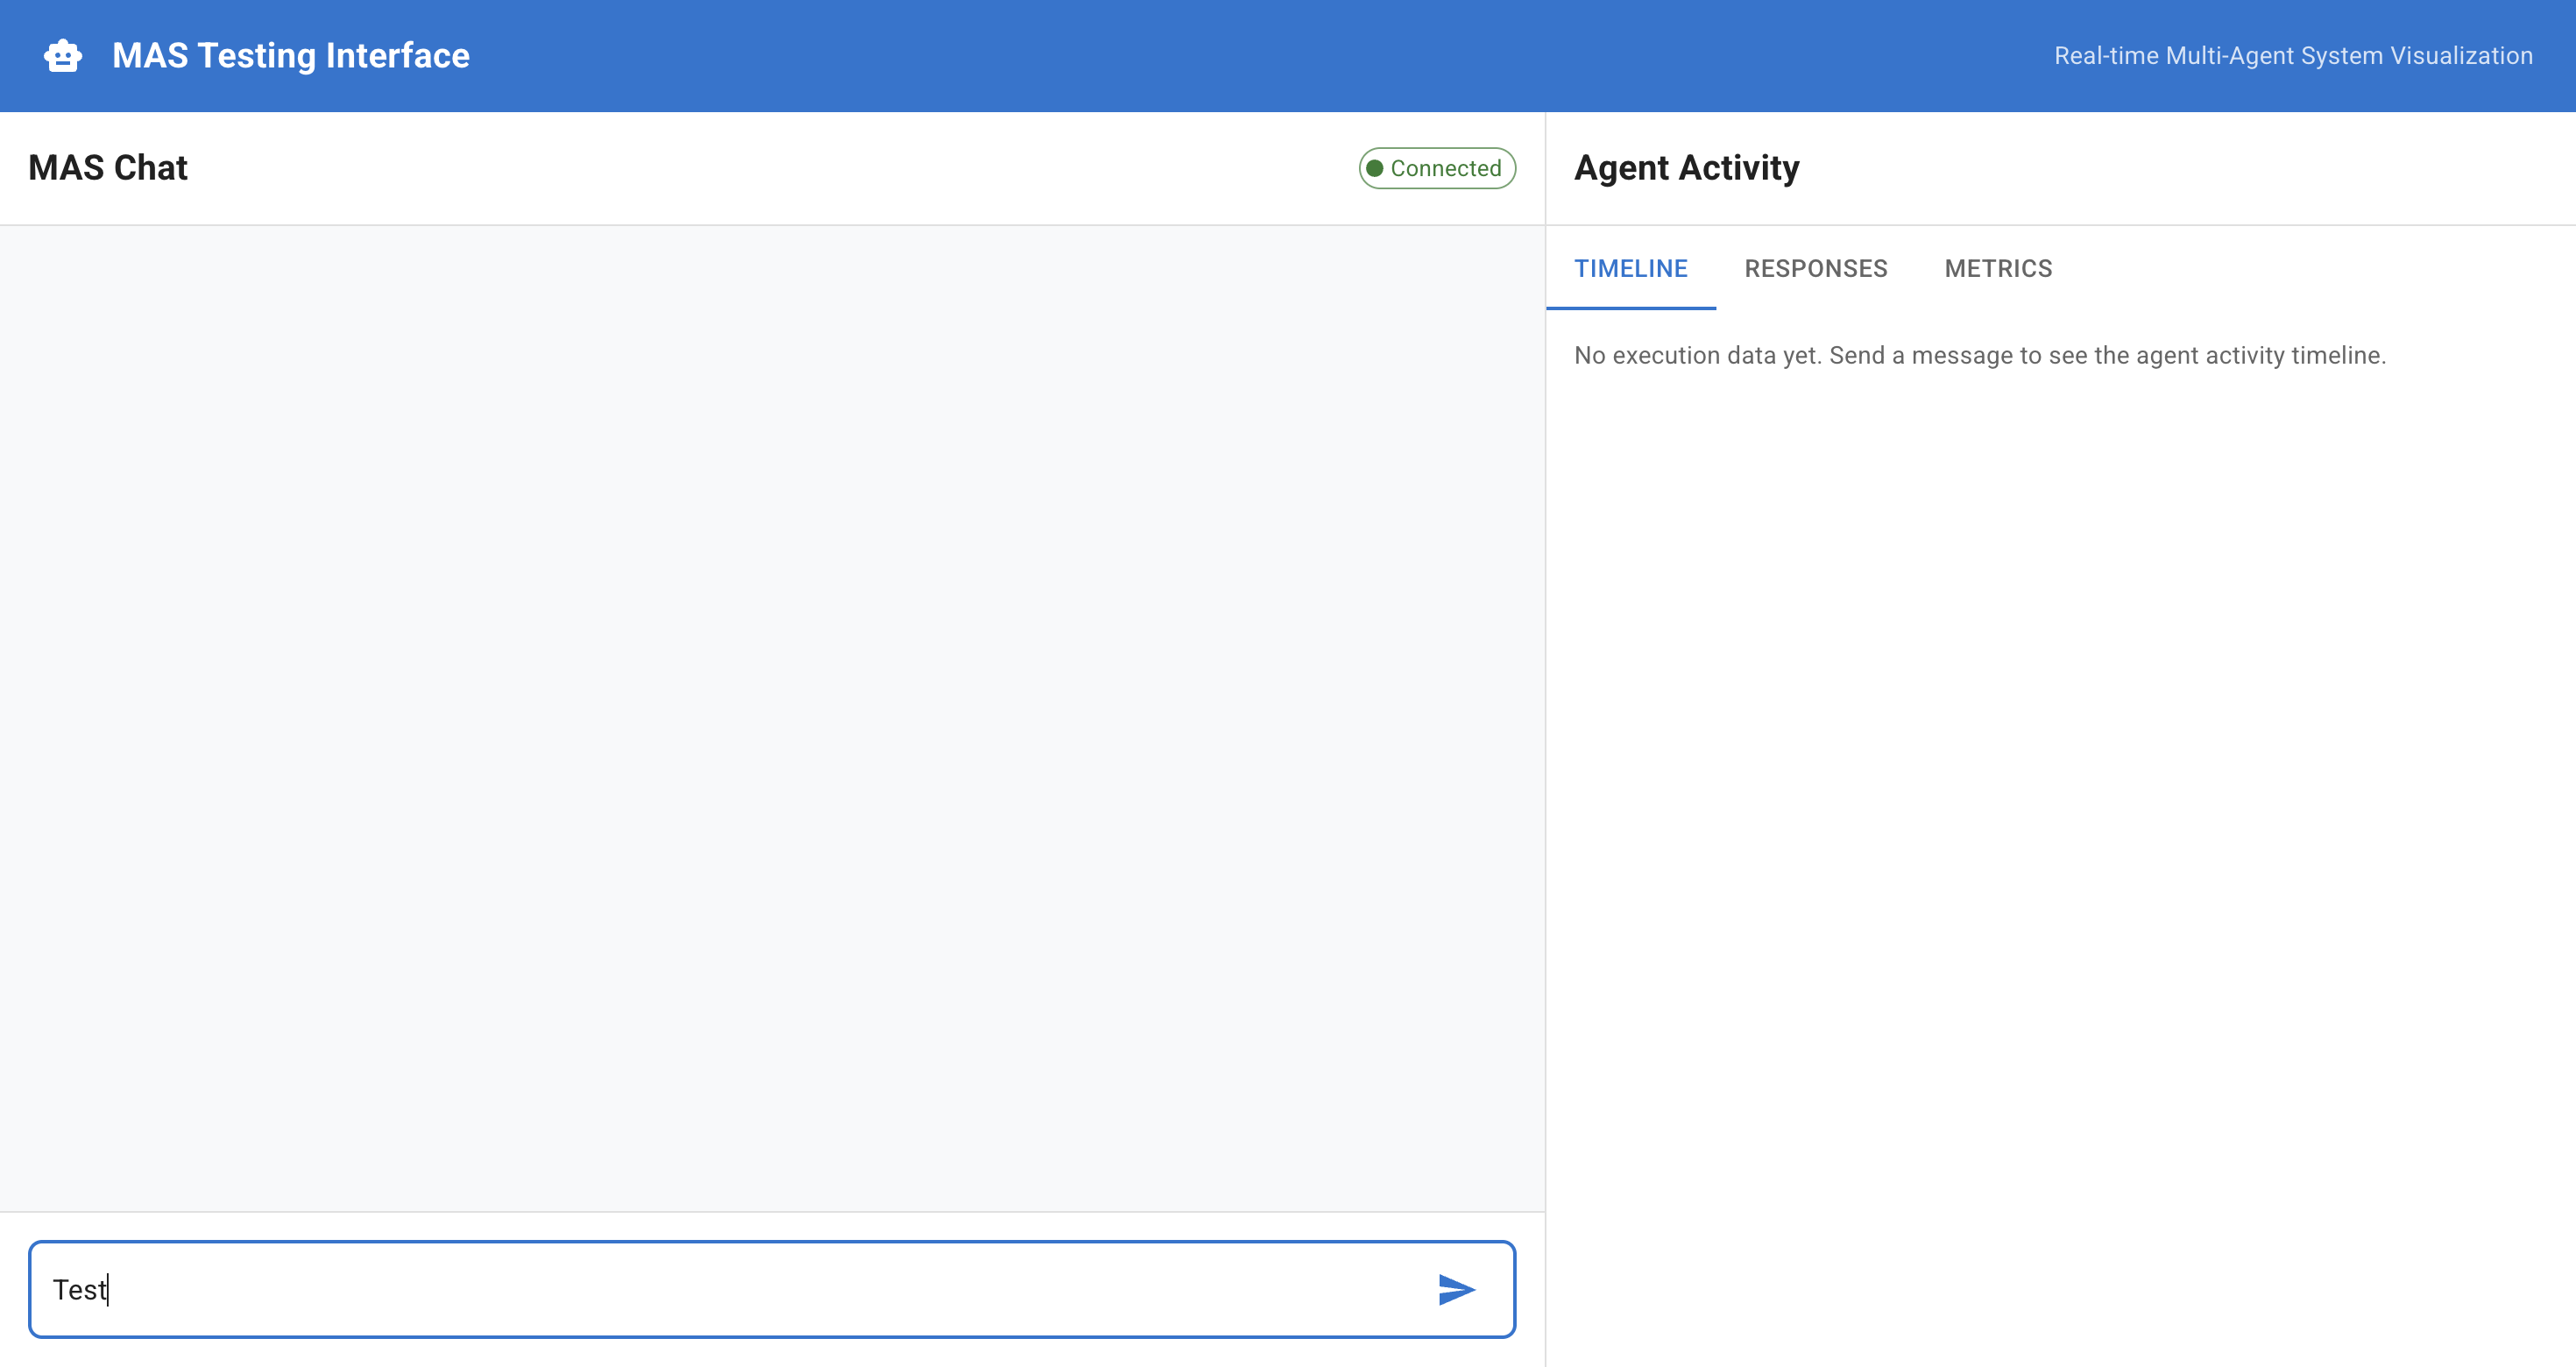 MAS Testing Interface
Real-time Multi-Agent System Visualization
MAS Chat
Connected
Agent Activity
TIMELINE
RESPONSES
METRICS
No execution data yet. Send a message to see the agent activity timeline.
Test